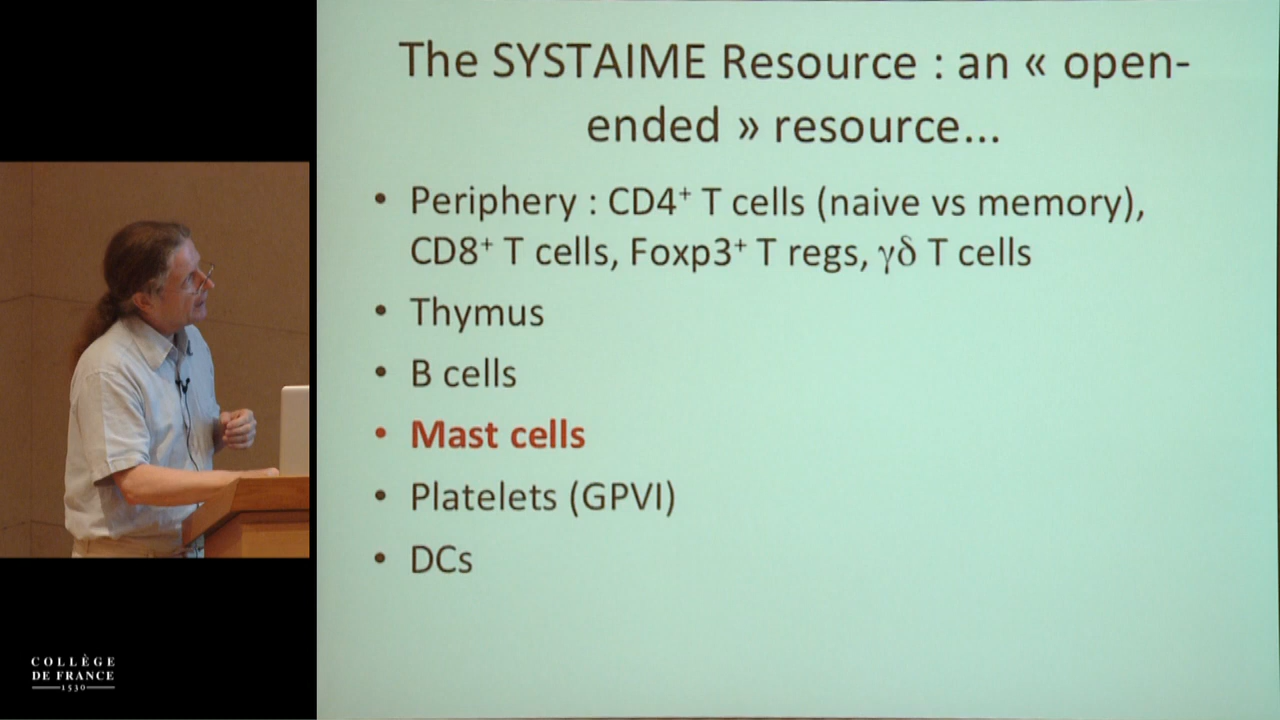 The SYSTAIME Resource : an « open-
ended » resource...
• Periphery : CD4⁺ T cells (naive vs memory),
CD8⁺ T cells, Foxp3⁺ T regs, γδ T cells
• Thymus
• B cells
• Mast cells
• Platelets (GPVI)
• DCs
COLLÈGE
DE FRANCE
1530